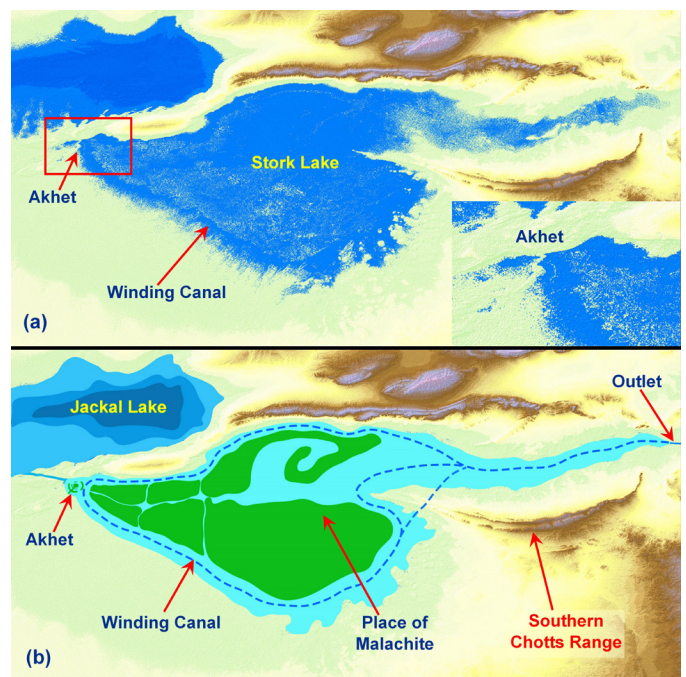 Stork Lake
Akhet
Akhet
Winding Canal
(a)
Jackal Lake
Outlet
Akhet
Winding Canal
Place of
Malachite
Southern
Chotts Range
(b)